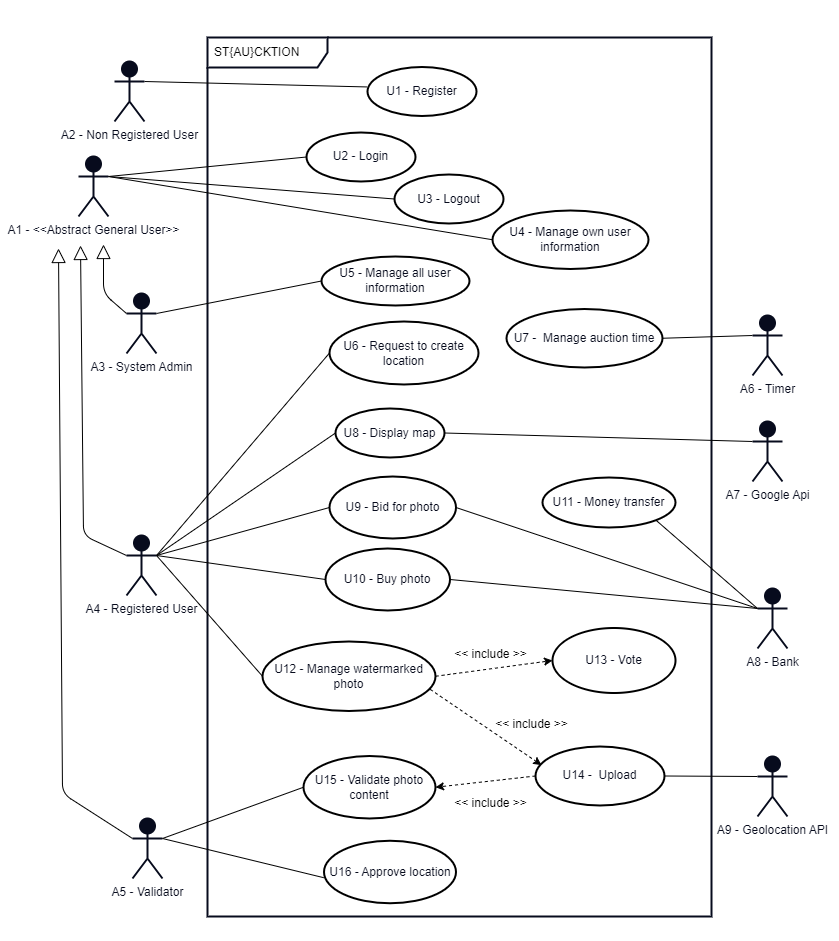 ST{AU}CKTION
U1 - Register
A2 - Non Registered User
U2 - Login
U3 - Logout
A1 - <<Abstract General User>>
U4 - Manage own user
information
U5 - Manage all user
information
U6 - Request to create
location
U7 -  Manage auction time
A3 - System Admin
A6 - Timer
U8 - Display map
A7 - Google Api
U9 - Bid for photo
U11 - Money transfer
U10 - Buy photo
A4 - Registered User
A8 - Bank
U12 - Manage watermarked
photo
<< include >>
U13 - Vote
<< include >>
U15 - Validate photo
content
U14 -  Upload
<< include >>
A9 - Geolocation API
U16 - Approve location
A5 - Validator